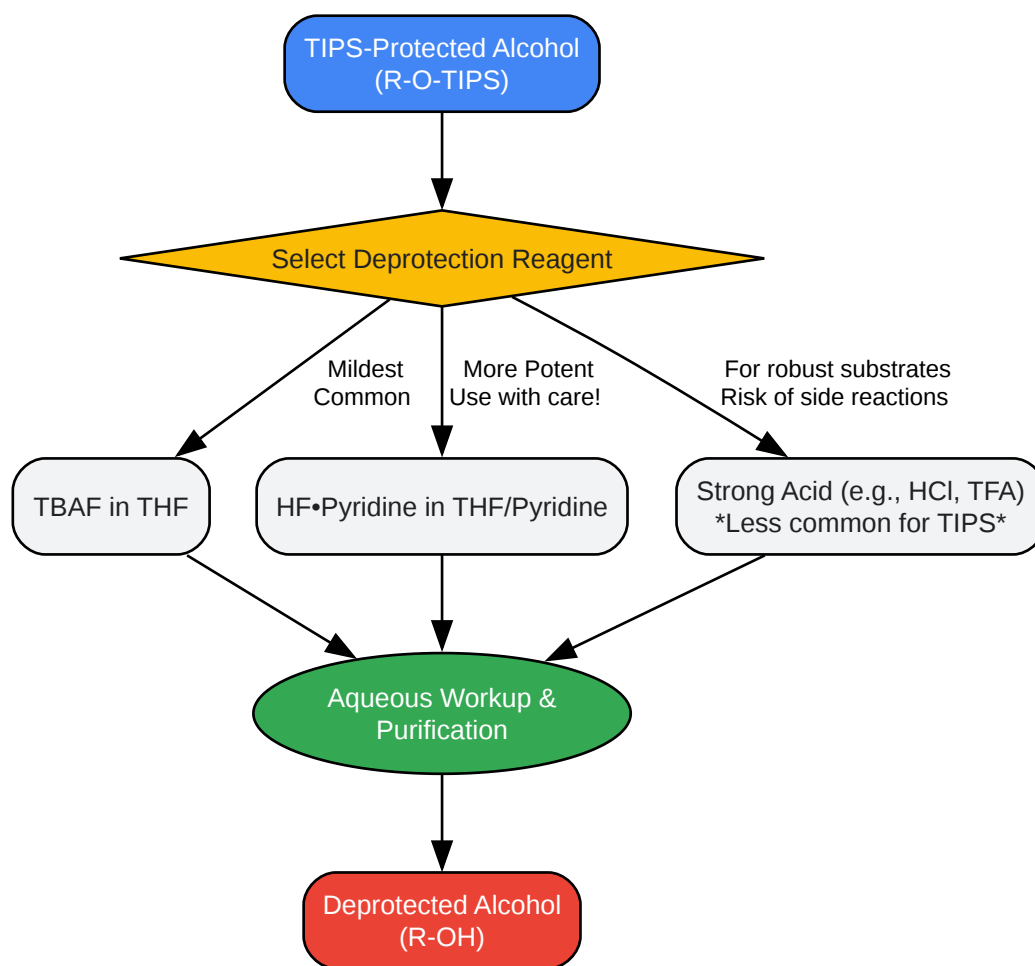 TIPS-Protected Alcohol
(R-O-TIPS)
Select Deprotection Reagent
Mildest
Common
More Potent
Use with care!
For robust substrates
Risk of side reactions
TBAF in THF
HF•Pyridine in THF/Pyridine
Strong Acid (e.g., HCl, TFA)
*Less common for TIPS*
Aqueous Workup &
Purification
Deprotected Alcohol
(R-OH)